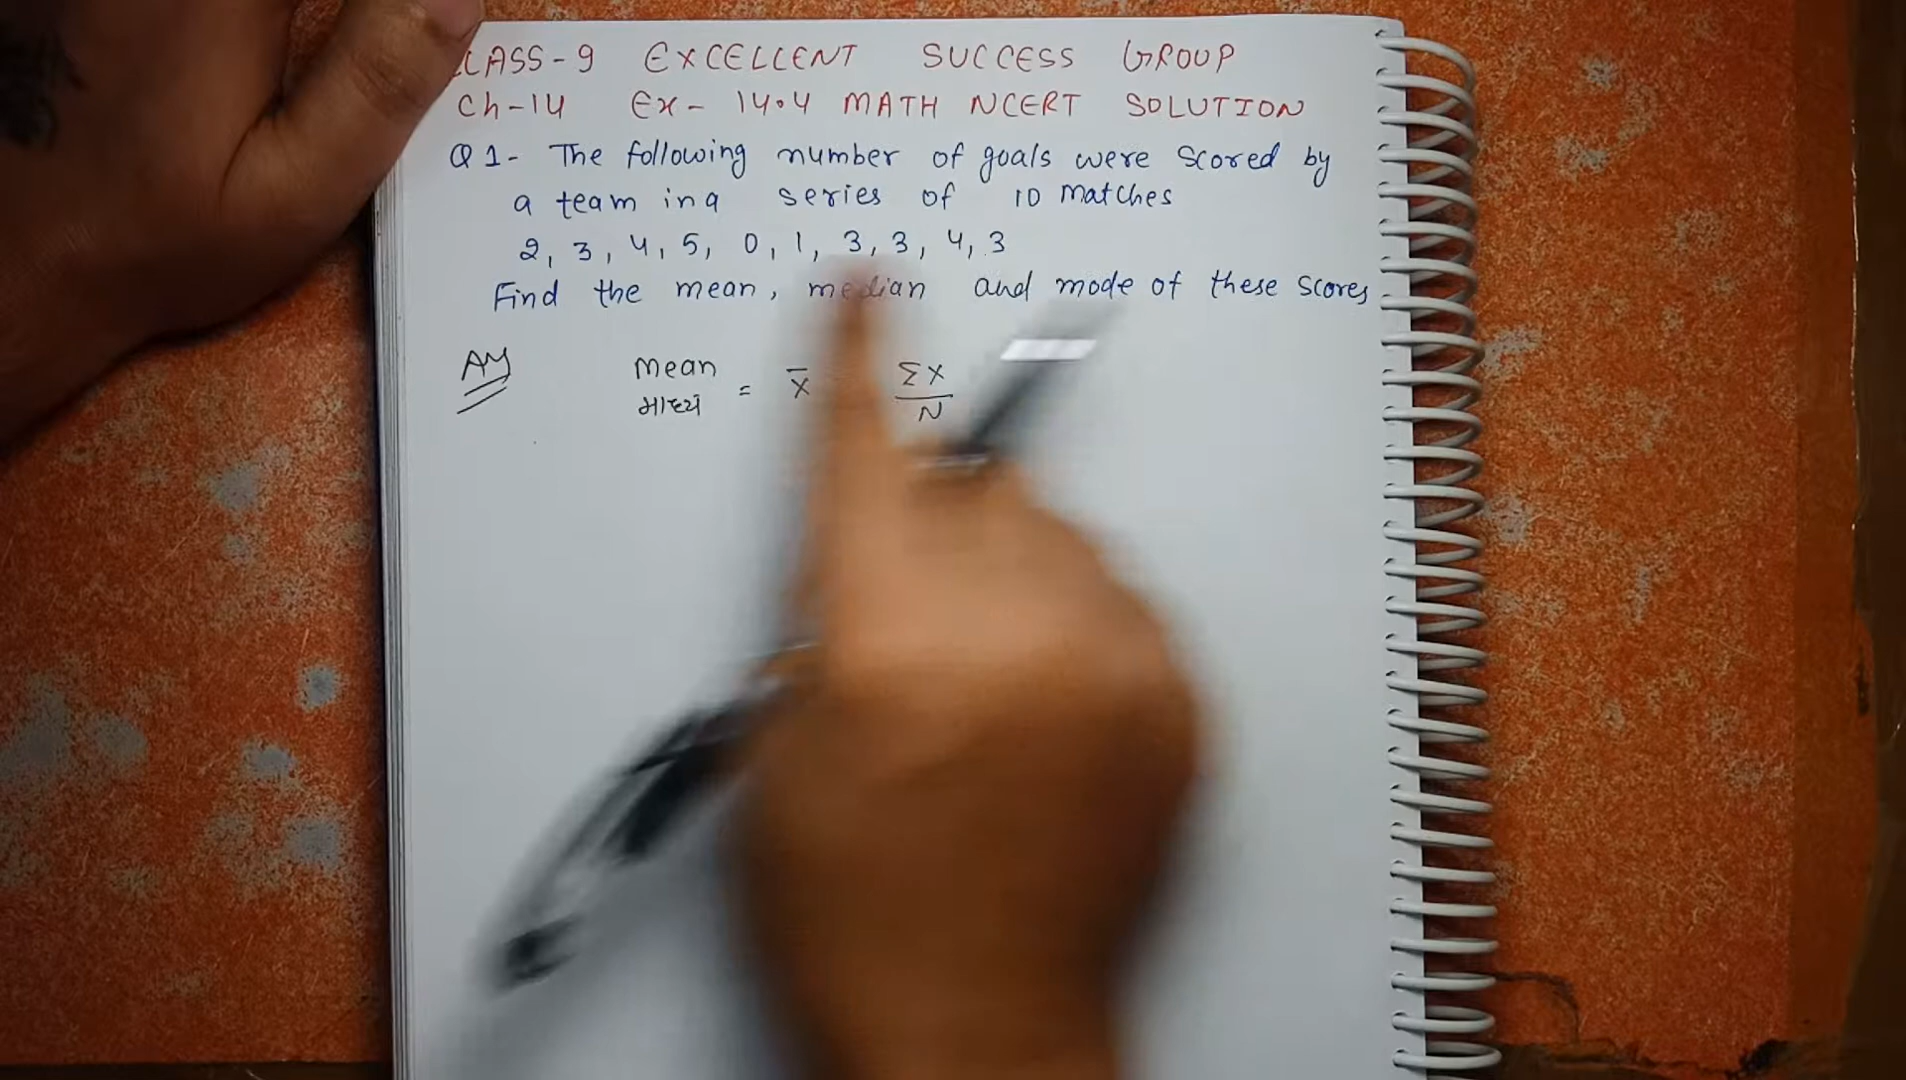 CLASS-9 EXCELLENT SUCCESS GROUP
Ch-14 Ex- 14.4 MATH NCERT SOLUTION
Q 1- The following number of goals were scored by
a team in a series of 10 matches
2, 3, 4, 5, 0, 1, 3, 3, 4, 3
Find the mean, median and mode of these scores
Mean = x̄ ΣX/N
माध्य